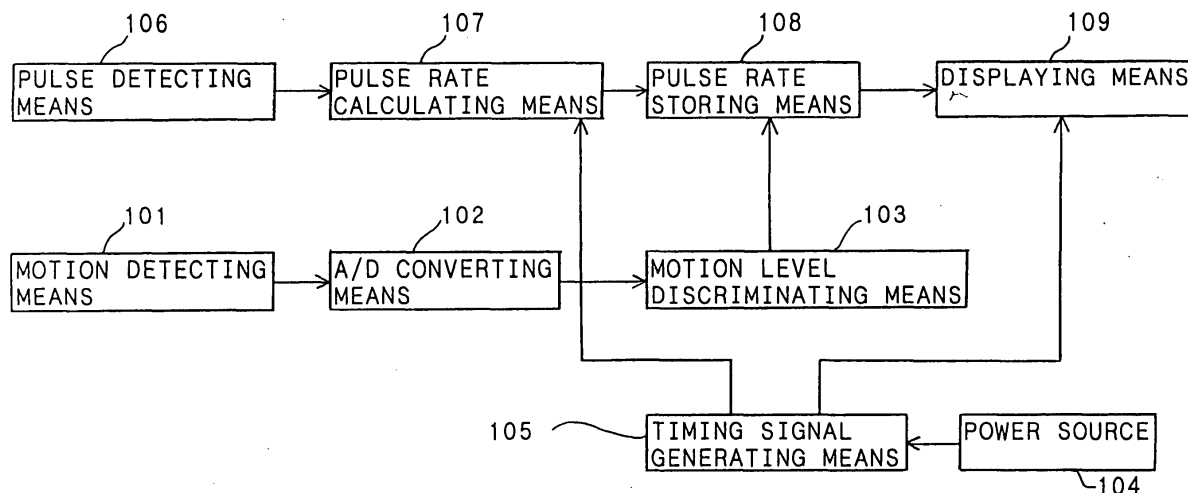 106
107
108
109
PULSE DETECTING
MEANS
PULSE RATE
CALCULATING MEANS
PULSE RATE
STORING MEANS
DISPLAYING MEANS
101
102
103
MOTION DETECTING
MEANS
A/D CONVERTING
MEANS
MOTION LEVEL
DISCRIMINATING MEANS
105
TIMING SIGNAL
GENERATING MEANS
POWER SOURCE
104